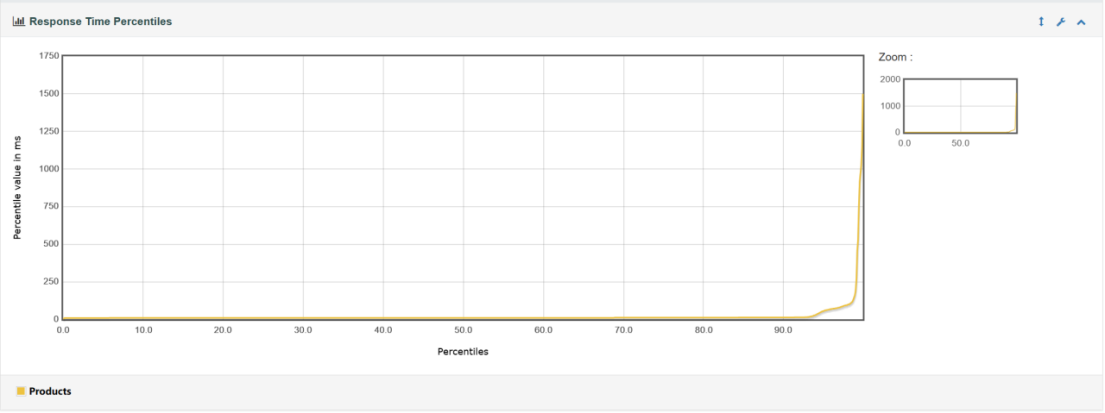 Response Time Percentiles
1750
1500
1250
1000
750
500
250
0
Percentile value in ms
0.0 10.0 20.0 30.0 40.0 50.0 60.0 70.0 80.0 90.0
Percentiles
Zoom :
2000
1000
0
0.0 50.0
Products